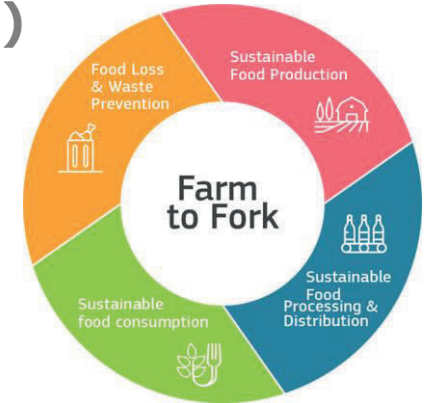 )
Food Loss
& Waste
Prevention
Sustainable
Food Production
Farm
to Fork
Sustainable
Food
Processing &
Distribution
Sustainable
food consumption